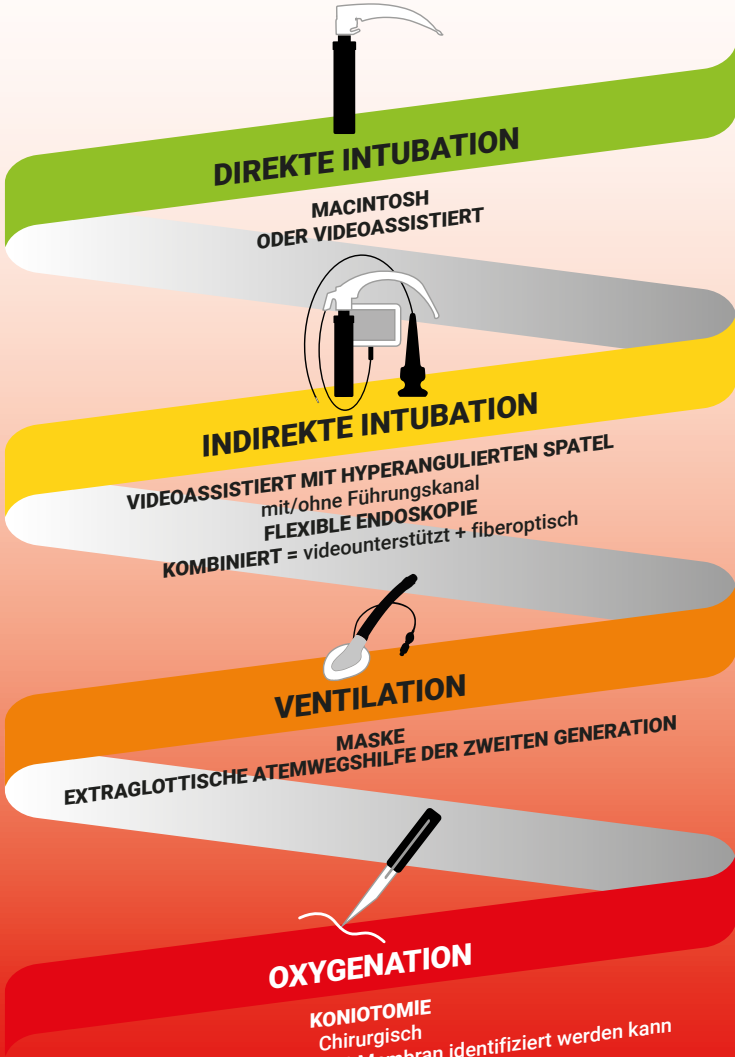 DIREKTE INTUBATION
MACINTOSH
ODER VIDEOASSISTIERT
INDIREKTE INTUBATION
VIDEOASSISTIERT MIT HYPERANGULIERTEN SPATEL
mit/ohne Führungskanal
FLEXIBLE ENDOSKOPIE
KOMBINIERT = videounterstützt + fiberoptisch
VENTILATION
MASKE
EXTRAGLOTTISCHE ATEMWEGSHILFE DER ZWEITEN GENERATION
OXYGENATION
KONIOTOMIE
Chirurgisch
Membran identifiziert werden kann